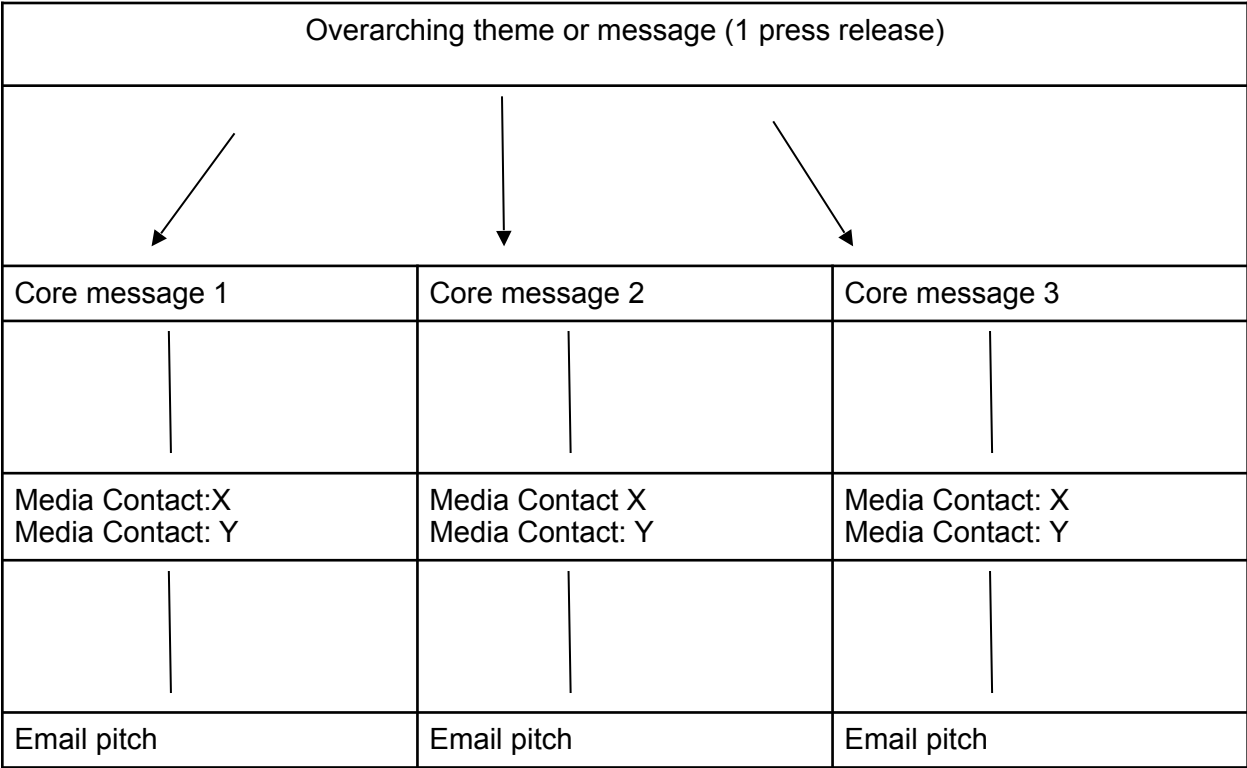 Overarching theme or message (1 press release)
Core message 1
Core message 2
Core message 3
Media Contact:X
Media Contact: Y
Media Contact X
Media Contact: Y
Media Contact: X
Media Contact: Y
Email pitch
Email pitch
Email pitch